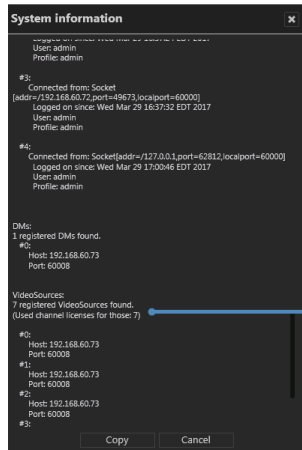 System information
User: admin
Profile: admin
#3:
Connected from: Socket
[addr=/192.168.60.72,port=49673,localport=60000]
Logged on since: Wed Mar 29 16:37:32 EDT 2017
User: admin
Profile: admin
#4:
Connected from: Socket[addr=/127.0.0.1,port=62812,localport=60000]
Logged on since: Wed Mar 29 17:00:46 EDT 2017
User: admin
Profile: admin
DMs:
1 registered DMs found.
#0:
Host: 192.168.60.73
Port: 60008
VideoSources:
7 registered VideoSources found.
(Used channel licenses for those: 7)
#0:
Host: 192.168.60.73
Port: 60008
#1:
Host: 192.168.60.73
Port: 60008
#2:
Host: 192.168.60.73
Port: 60008
#3:
Copy
Cancel